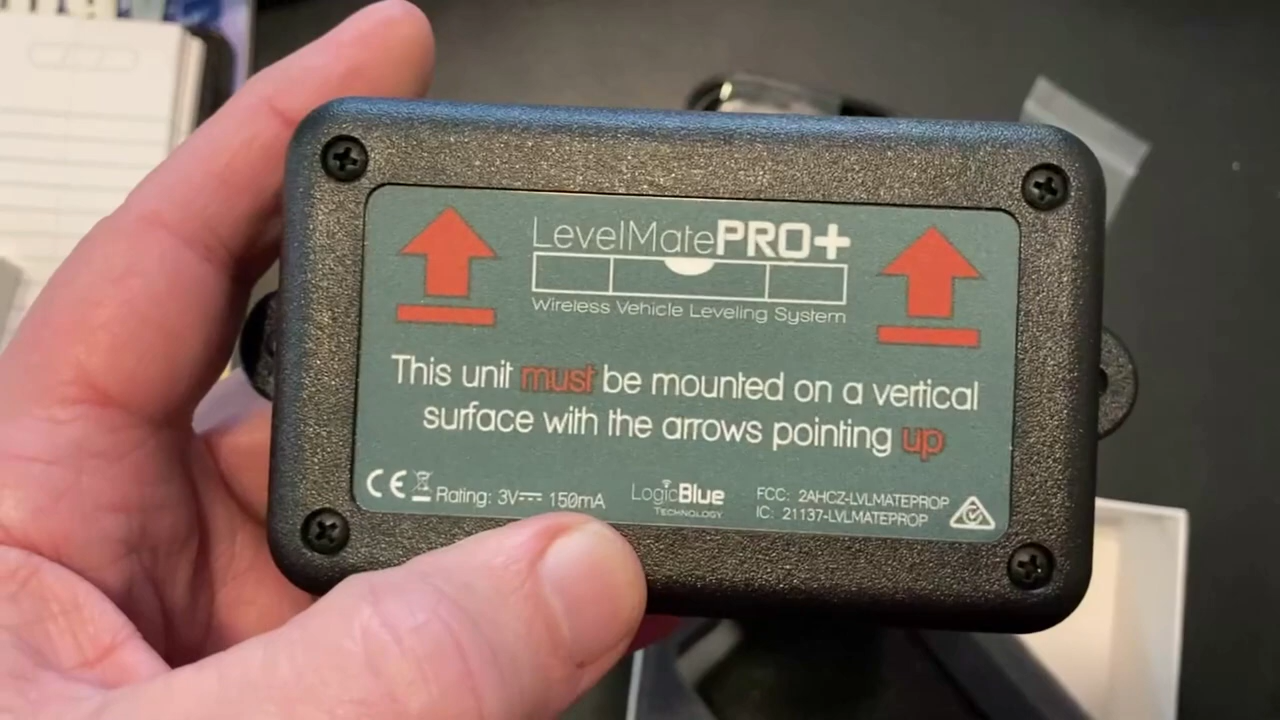 LevelMatePRO+
Wireless Vehicle Leveling System
This unit must be mounted on a vertical
surface with the arrows pointing up
CE Rating: 3V 150mA
LogicBlue
TECHNOLOGY
FCC: 2AHCZ-LVLMATEPROP
IC: 21137-LVLMATEPROP